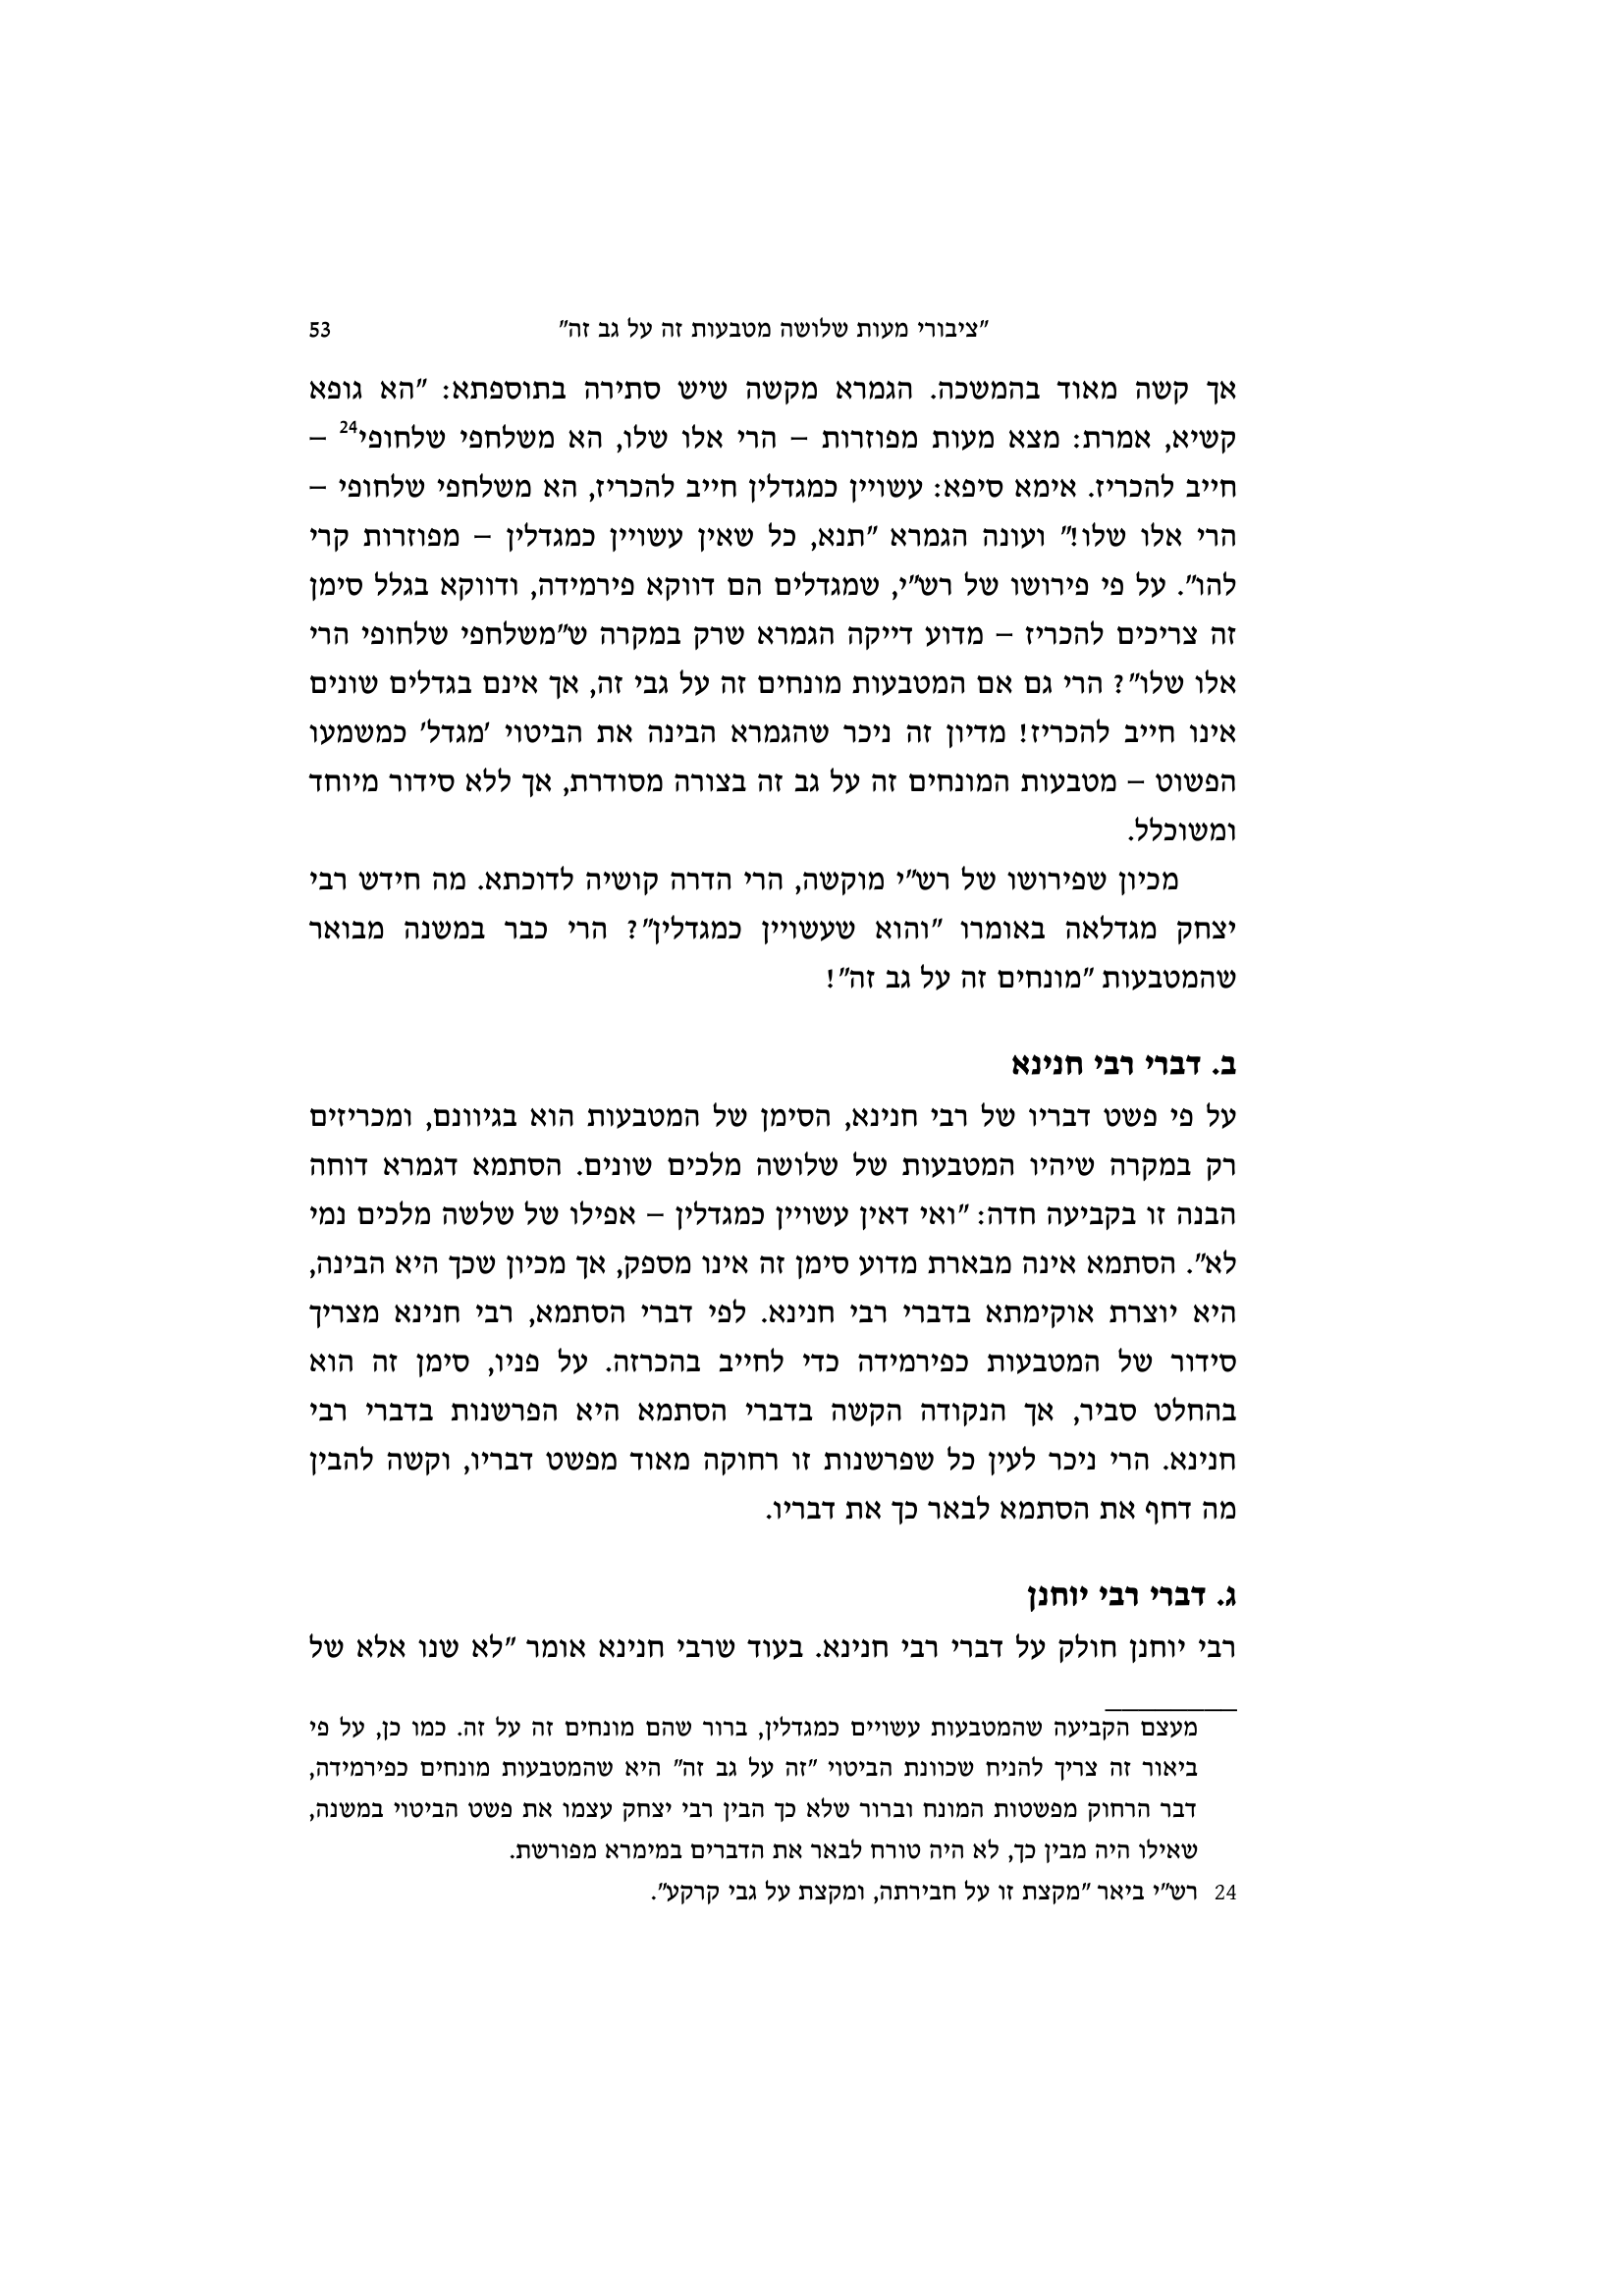 "ציבורי מעות שלושה מטבעות זה על גב זה" 53
אך קשה מאוד בהמשכה. הגמרא מקשה שיש סתירה בתוספתא: "הא גופא
קשיא, אמרת: מצא מעות מפוזרות – הרי אלו שלו, הא משלחפי שלחופי24 –
חייב להכריז. אימא סיפא: עשויין כמגדלין חייב להכריז, הא משלחפי שלחופי –
הרי אלו שלו!" ועונה הגמרא "תנא, כל שאין עשויין כמגדלין – מפוזרות קרי
להו". על פי פירושו של רש"י, שמגדלים הם דווקא פירמידה, ודווקא בגלל סימן
זה צריכים להכריז – מדוע דייקה הגמרא שרק במקרה ש"משלחפי שלחופי הרי
אלו שלו"? הרי גם אם המטבעות מונחים זה על גבי זה, אך אינם בגדלים שונים
אינו חייב להכריז! מדיון זה ניכר שהגמרא הבינה את הביטוי 'מגדל' כמשמעו
הפשוט – מטבעות המונחים זה על גב זה בצורה מסודרת, אך ללא סידור מיוחד
ומשוכלל.
מכיון שפירושו של רש"י מוקשה, הרי הדרה קושיה לדוכתא. מה חידש רבי
יצחק מגדלאה באומרו "והוא שעשויין כמגדלין"? הרי כבר במשנה מבואר
שהמטבעות "מונחים זה על גב זה"!
ב. דברי רבי חנינא
על פי פשט דבריו של רבי חנינא, הסימן של המטבעות הוא בגיוונם, ומכריזים
רק במקרה שיהיו המטבעות של שלושה מלכים שונים. הסתמא דגמרא דוחה
הבנה זו בקביעה חדה: "ואי דאין עשויין כמגדלין – אפילו של שלשה מלכים נמי
לא". הסתמא אינה מבארת מדוע סימן זה אינו מספק, אך מכיון שכך היא הבינה,
היא יוצרת אוקימתא בדברי רבי חנינא. לפי דברי הסתמא, רבי חנינא מצריך
סידור של המטבעות כפירמידה כדי לחייב בהכרזה. על פניו, סימן זה הוא
בהחלט סביר, אך הנקודה הקשה בדברי הסתמא היא הפרשנות בדברי רבי
חנינא. הרי ניכר לעין כל שפרשנות זו רחוקה מאוד מפשט דבריו, וקשה להבין
מה דחף את הסתמא לבאר כך את דבריו.
ג. דברי רבי יוחנן
רבי יוחנן חולק על דברי רבי חנינא. בעוד שרבי חנינא אומר "לא שנו אלא של
מעצם הקביעה שהמטבעות עשויים כמגדלין, ברור שהם מונחים זה על זה. כמו כן, על פי
ביאור זה צריך להניח שכוונת הביטוי "זה על גב זה" היא שהמטבעות מונחים כפירמידה,
דבר הרחוק מפשטות המונח וברור שלא כך הבין רבי יצחק עצמו את פשט הביטוי במשנה,
שאילו היה מבין כך, לא היה טורח לבאר את הדברים במימרא מפורשת.
24 רש"י ביאר "מקצת זו על חבירתה, ומקצת על גבי קרקע".